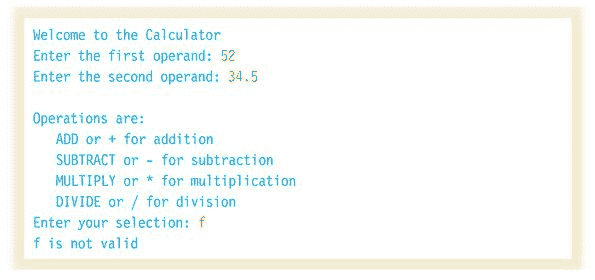 Welcome to the Calculator
Enter the first operand: 52
Enter the second operand: 34.5
Operations are:
ADD or + for addition
SUBTRACT or - for subtraction
MULTIPLY or * for multiplication
DIVIDE or / for division
Enter your selection: f
f is not valid